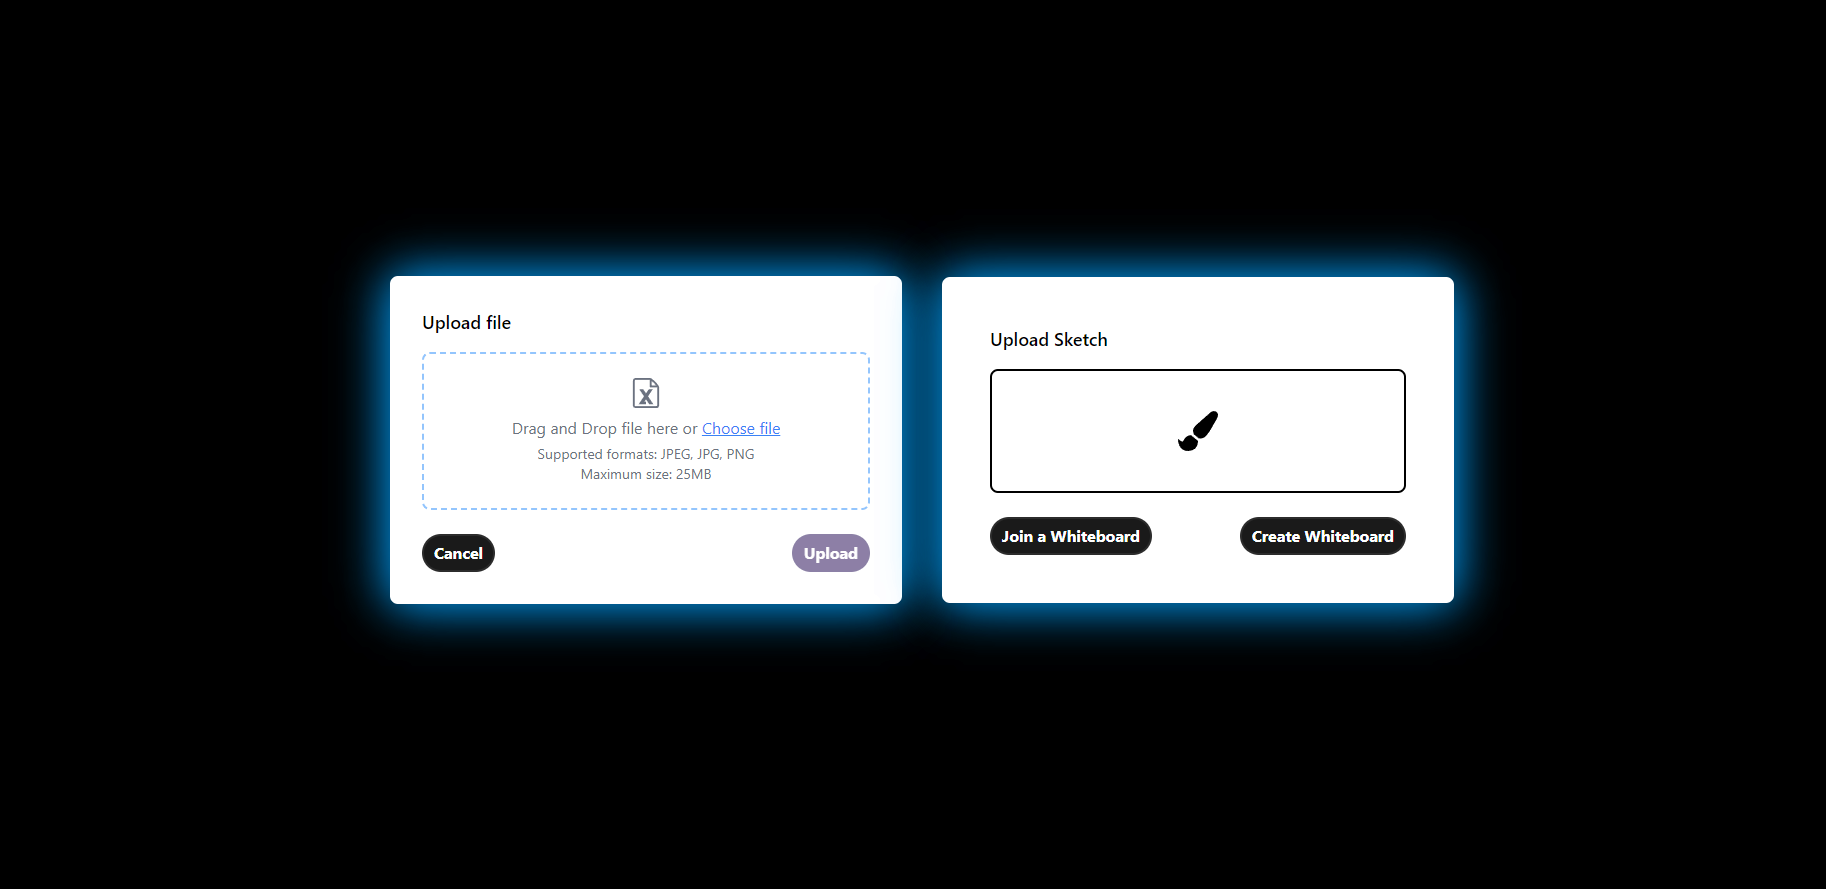 Upload file
Drag and Drop file here or Choose file
Supported formats: JPEG, JPG, PNG
Maximum size: 25MB
Cancel
Upload
Upload Sketch
Join a Whiteboard
Create Whiteboard